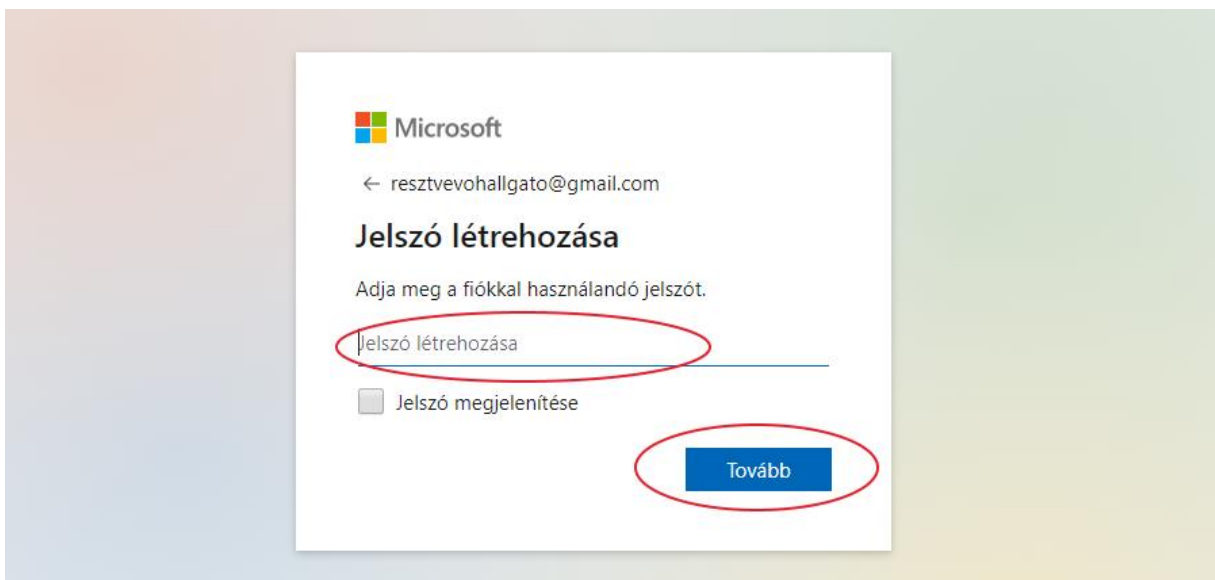 Microsoft
← resztvevohallgato@gmail.com
Jelszó létrehozása
Adja meg a fiókkal használandó jelszót.
Jelszó létrehozása
Jelszó megjelenítése
Tovább